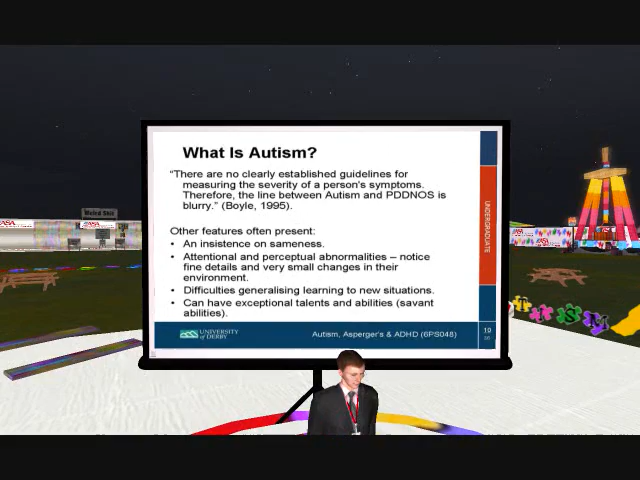 Weird Shit
What Is Autism?
“There are no clearly established guidelines for
measuring the severity of a person's symptoms.
Therefore, the line between Autism and PDDNOS is
blurry.” (Boyle, 1995).
Other features often present:
• An insistence on sameness.
• Attentional and perceptual abnormalities – notice
fine details and very small changes in their
environment.
• Difficulties generalising learning to new situations.
• Can have exceptional talents and abilities (savant
abilities).
UNDERGRADUATE
UNIVERSITY
of DERBY
Autism, Asperger's & ADHD (6PS048)